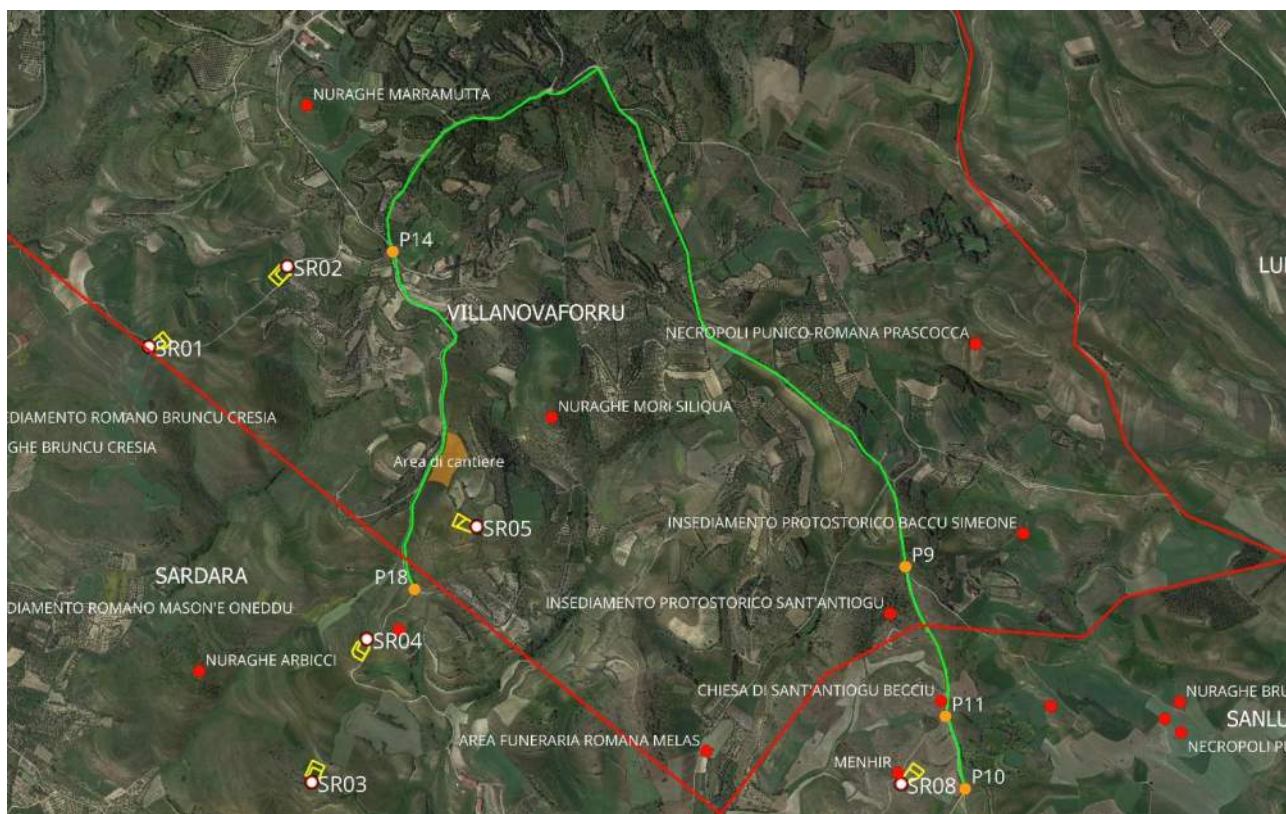 NURAGHE MARRAMUTTA
P14
LUI
SR02
VILLANOVAFORRU
NECROPOLI PUNICO-ROMANA PRASCOCCA
SR01
NURAGHE MORI SILIQUA
EDIAMENTO ROMANO BRUNCU CRESIA
GHE BRUNCU CRESIA
Area di cantiere
SR05
INSEDIAMENTO PROTOSTORICO BACCU SIMEONE
P9
SARDARA
P18
INSEDIAMENTO PROTOSTORICO SANT'ANTIOGU
DIAMENTO ROMANO MASON'E ONEDDU
SR04
NURAGHE ARBICCI
CHIESA DI SANT'ANTIOGU BECCIU
NURAGHE BRU
P11
SANLU
AREA FUNERARIA ROMANA MELAS
NECROPOLI PU
MENHIR
SR03
SR08
P10